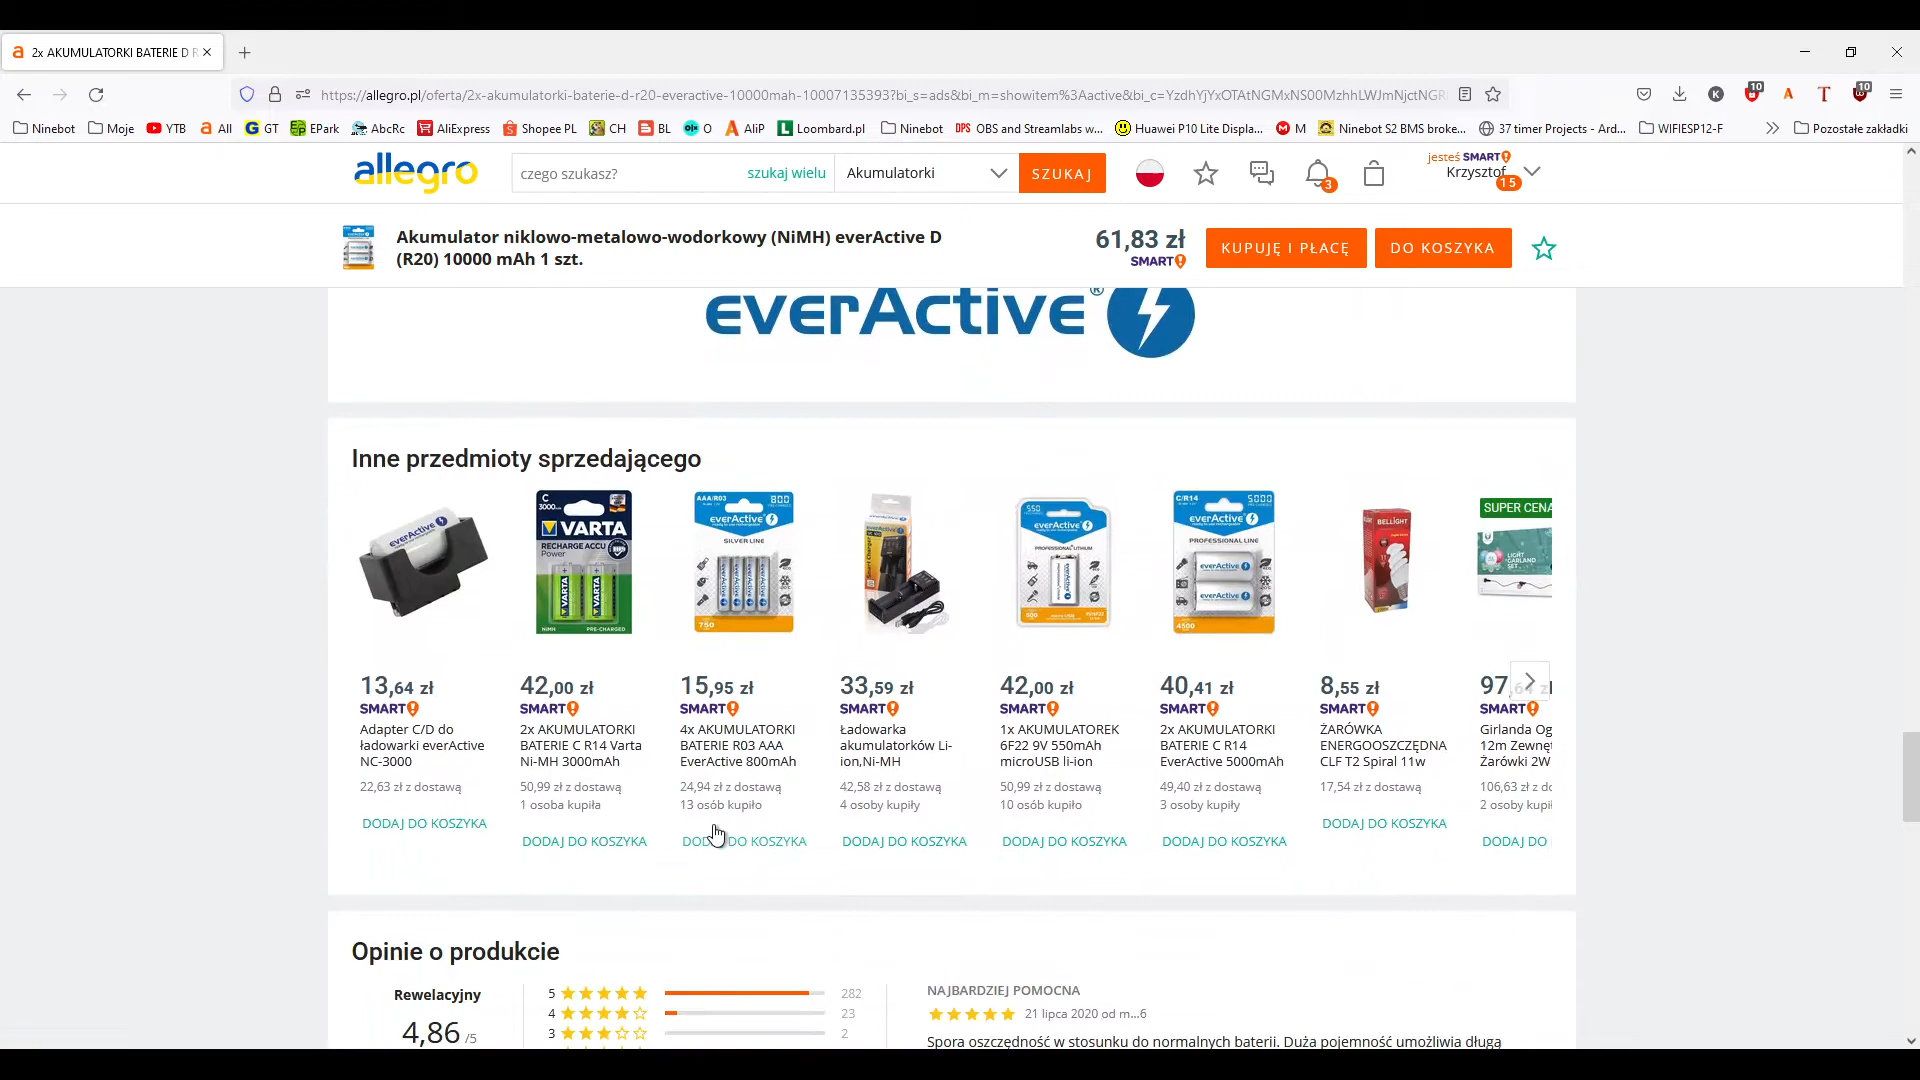 2x AKUMULATORKI BATERIE D R
https://allegro.pl/oferta/2x-akumulatorki-baterie-d-r20-everactive-10000mah-10007135393?bi_s=ads&bi_m=showitem%3Aactive&bi_c=YzdhYjYxOTAtNGMxNS00MzhhLWJmNjctNGR
Ninebot Moje YTB All GT EPark AbcRc AliExpress Shopee PL CH BL O AliP Loombard.pl Ninebot OBS and Streamlabs w... Huawei P10 Lite Displa... M Ninebot S2 BMS broke... 37 timer Projects - Ard... WIFIESP12-F Pozostałe zakładki
allegro
czego szukasz? szukaj wielu Akumulatorki SZUKAJ
3
jesteś SMART!
Krzysztof
15
Akumulator niklowo-metalowo-wodorkowy (NiMH) everActive D
(R20) 10000 mAh 1 szt.
61,83 zł
SMART!
KUPUJĘ I PŁACĘ DO KOSZYKA
everActive®
Inne przedmioty sprzedającego
13,64 zł
SMART!
Adapter C/D do
ładowarki everActive
NC-3000
22,63 zł z dostawą
DODAJ DO KOSZYKA
42,00 zł
SMART!
2x AKUMULATORKI
BATERIE C R14 Varta
Ni-MH 3000mAh
50,99 zł z dostawą
1 osoba kupiła
DODAJ DO KOSZYKA
15,95 zł
SMART!
4x AKUMULATORKI
BATERIE R03 AAA
EverActive 800mAh
24,94 zł z dostawą
13 osób kupiło
DODAJ DO KOSZYKA
33,59 zł
SMART!
Ładowarka
akumulatorków Li-
ion,Ni-MH
42,58 zł z dostawą
4 osoby kupiły
DODAJ DO KOSZYKA
42,00 zł
SMART!
1x AKUMULATOREK
6F22 9V 550mAh
microUSB li-ion
50,99 zł z dostawą
10 osób kupiło
DODAJ DO KOSZYKA
40,41 zł
SMART!
2x AKUMULATORKI
BATERIE C R14
EverActive 5000mAh
49,40 zł z dostawą
3 osoby kupiły
DODAJ DO KOSZYKA
8,55 zł
SMART!
ŻARÓWKA
ENERGOOSZCZĘDNA
CLF T2 Spiral 11w
17,54 zł z dostawą
DODAJ DO KOSZYKA
SUPER CENA
97,64 zł
SMART!
Girlanda Og
12m Zewnęt
Żarówki 2W
106,63 zł z do
2 osoby kupił
DODAJ DO
Opinie o produkcie
Rewelacyjny
4,86 /5
5 282
4 23
3 2
NAJBARDZIEJ POMOCNA
21 lipca 2020 od m...6
Spora oszczędność w stosunku do normalnych baterii. Duża pojemność umożliwia długą